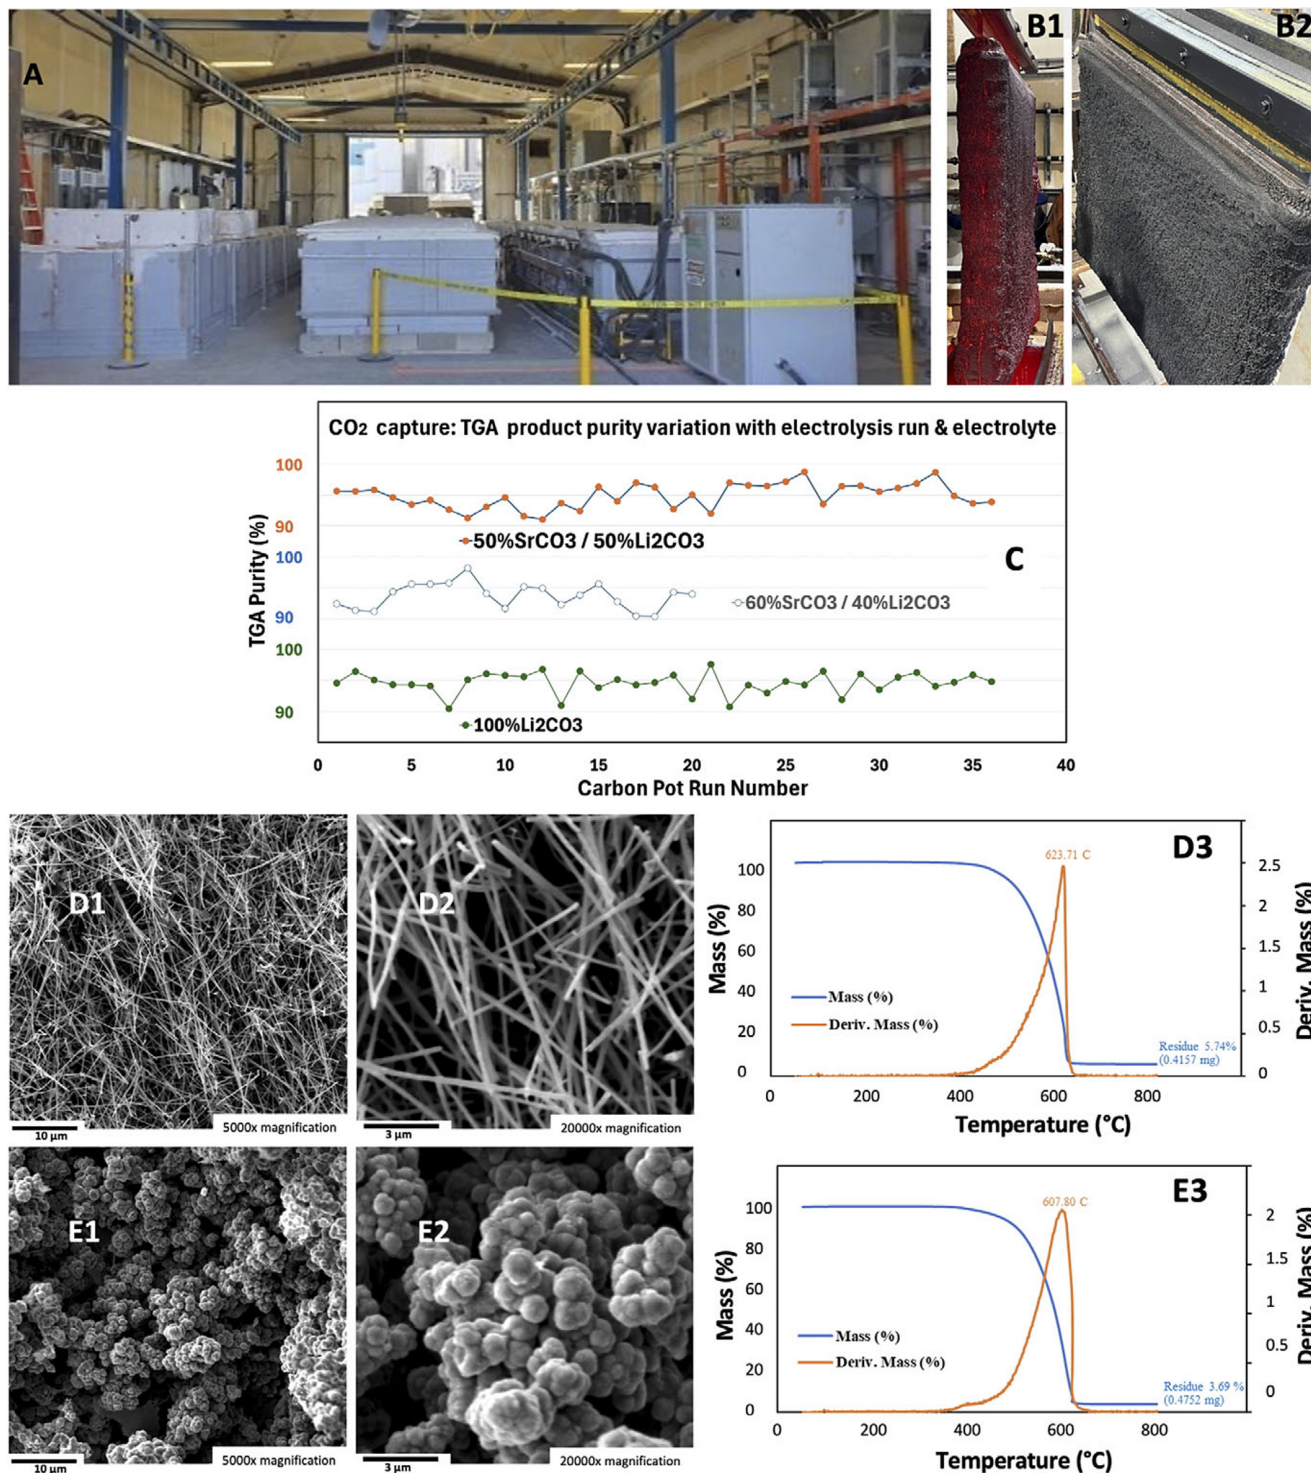 A
B1
B2
CO2 capture: TGA product purity variation with electrolysis run & electrolyte
TGA Purity (%)
100
90
50%SrCO3 / 50%Li2CO3
C
100
90
60%SrCO3 / 40%Li2CO3
100
90
100%Li2CO3
0 5 10 15 20 25 30 35 40
Carbon Pot Run Number
D1
10 µm
5000x magnification
D2
3 µm
20000x magnification
D3
623.71 C
Mass (%)
100
80
60
40
20
0
Mass (%)
Deriv. Mass (%)
Residue 5.74%
(0.4157 mg)
2.5
2
1.5
1
0.5
0
Deriv. Mass (%)
0 200 400 600 800
Temperature (°C)
E1
10 µm
5000x magnification
E2
3 µm
20000x magnification
E3
607.80 C
Mass (%)
100
80
60
40
20
0
Mass (%)
Deriv. Mass (%)
Residue 3.69 %
(0.4752 mg)
2
1.5
1
0.5
0
Deriv. Mass (%)
0 200 400 600 800
Temperature (°C)